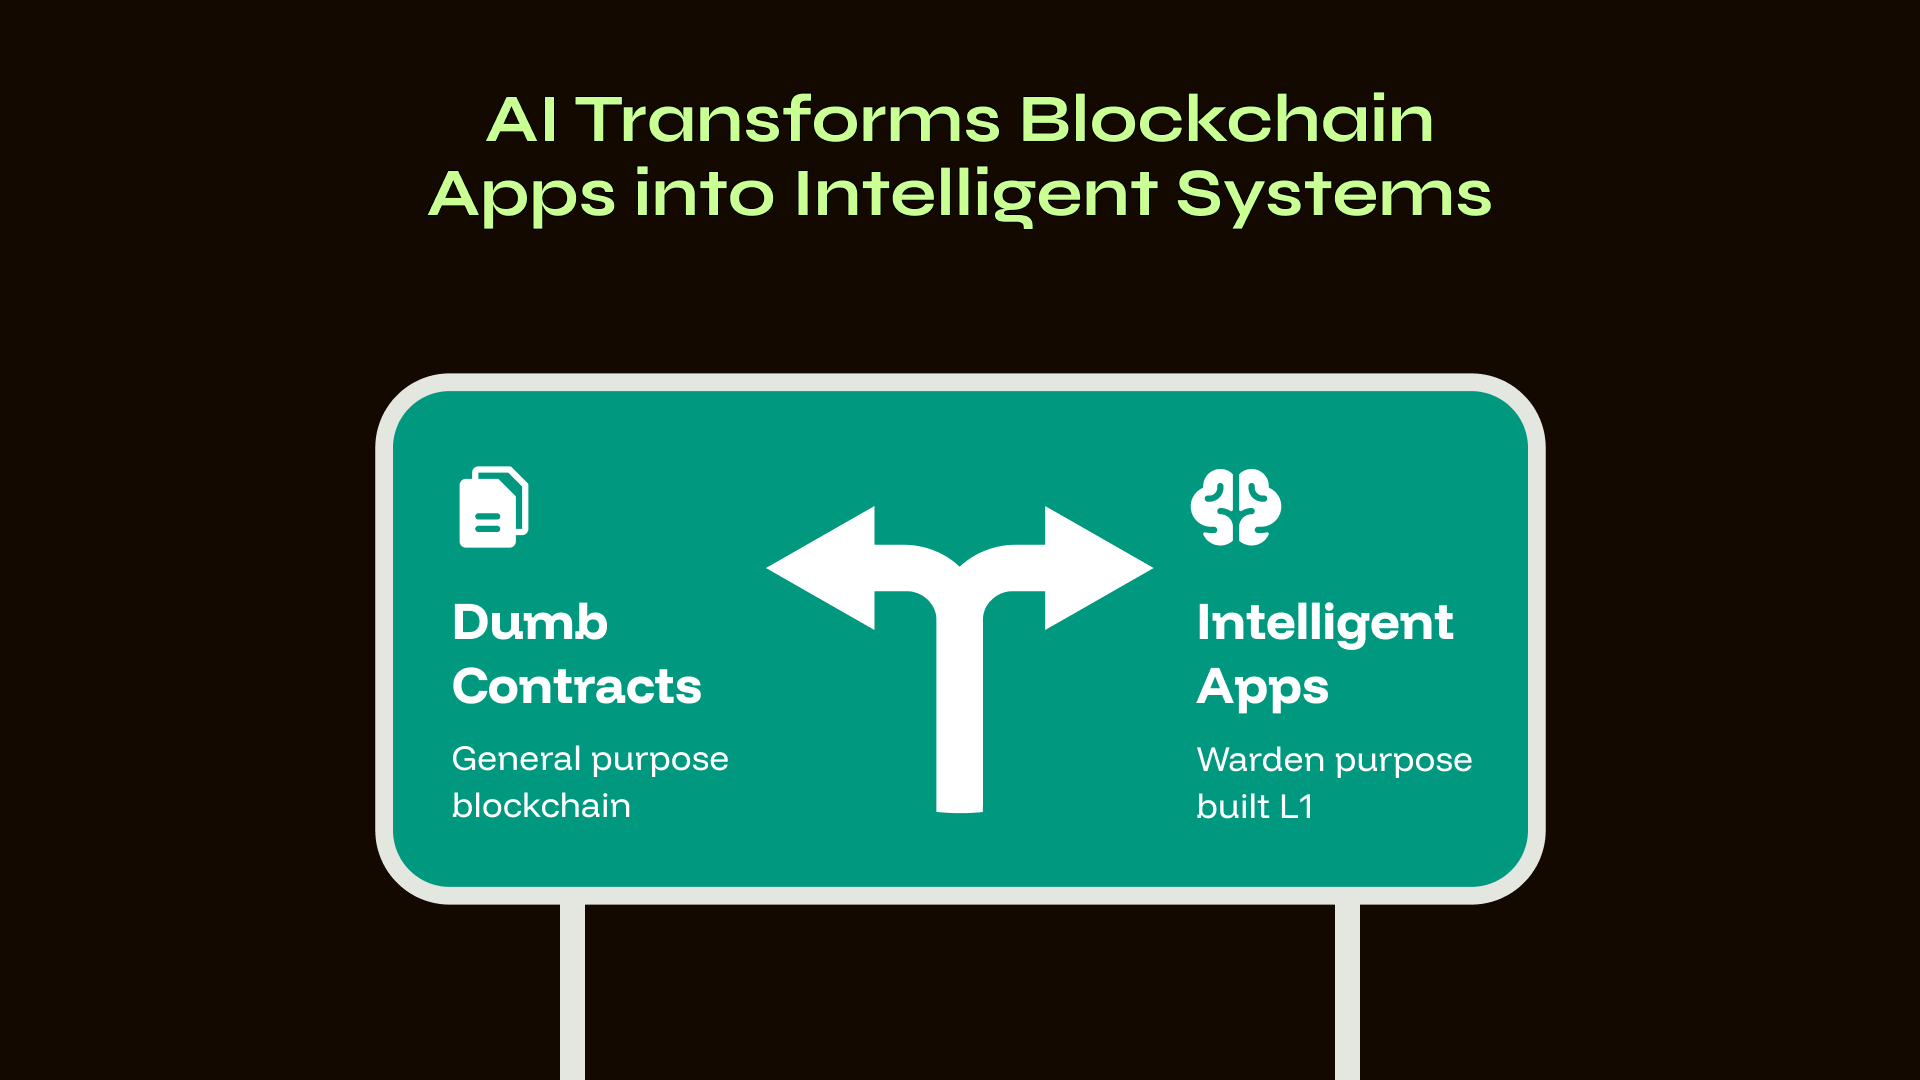 AI Transforms Blockchain
Apps into Intelligent Systems
Dumb
Contracts
General purpose
blockchain
Intelligent
Apps
Warden purpose
built L1